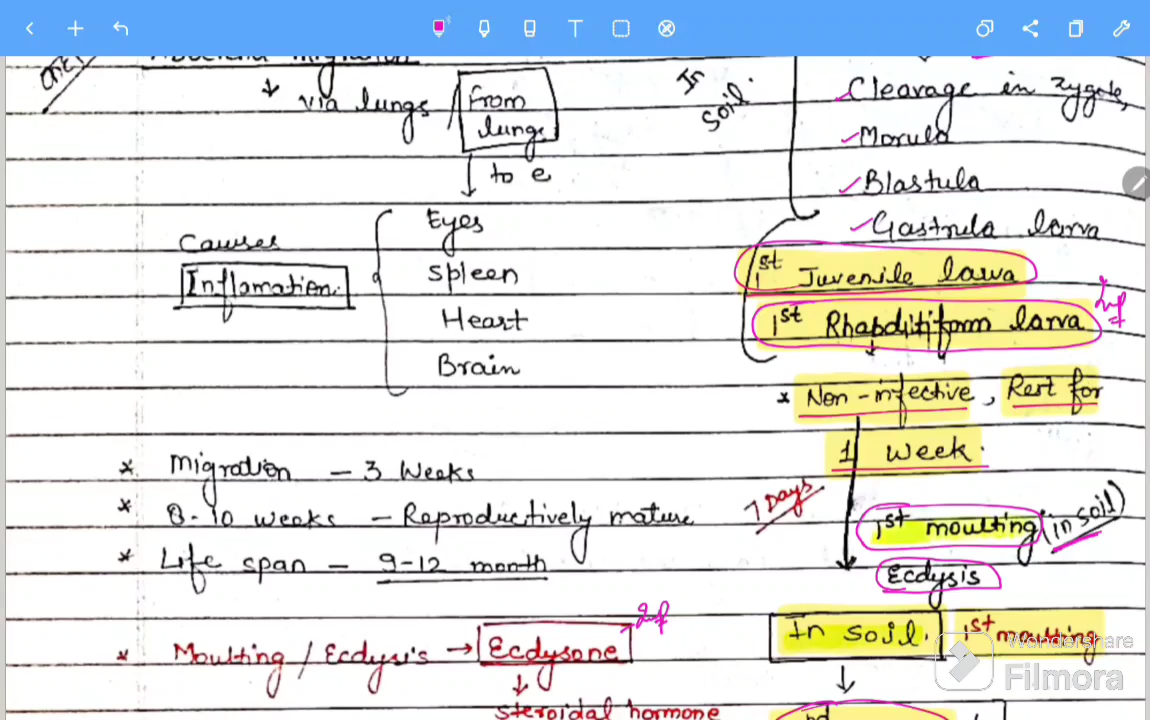 via lungs / from lungs
to e
Eyes
Spleen
Heart
Brain
Causes
Inflamation.
* Migration – 3 Weeks
* 8-10 weeks – Reproductively mature
* Life span – 9-12 month
* Moulting / Ecdysis → Ecdysone
Imp
steroidal hormone
In soil.
Cleavage in zygote,
Morula
Blastula
Gastrula larva
1st Juvenile larva
1st Rhabditiform larva
Imp
* Non-infective, Rest for
1 week.
7 Days
1st moulting (in soil)
Ecdysis
In soil. 1st moulting
Wondershare
Filmora